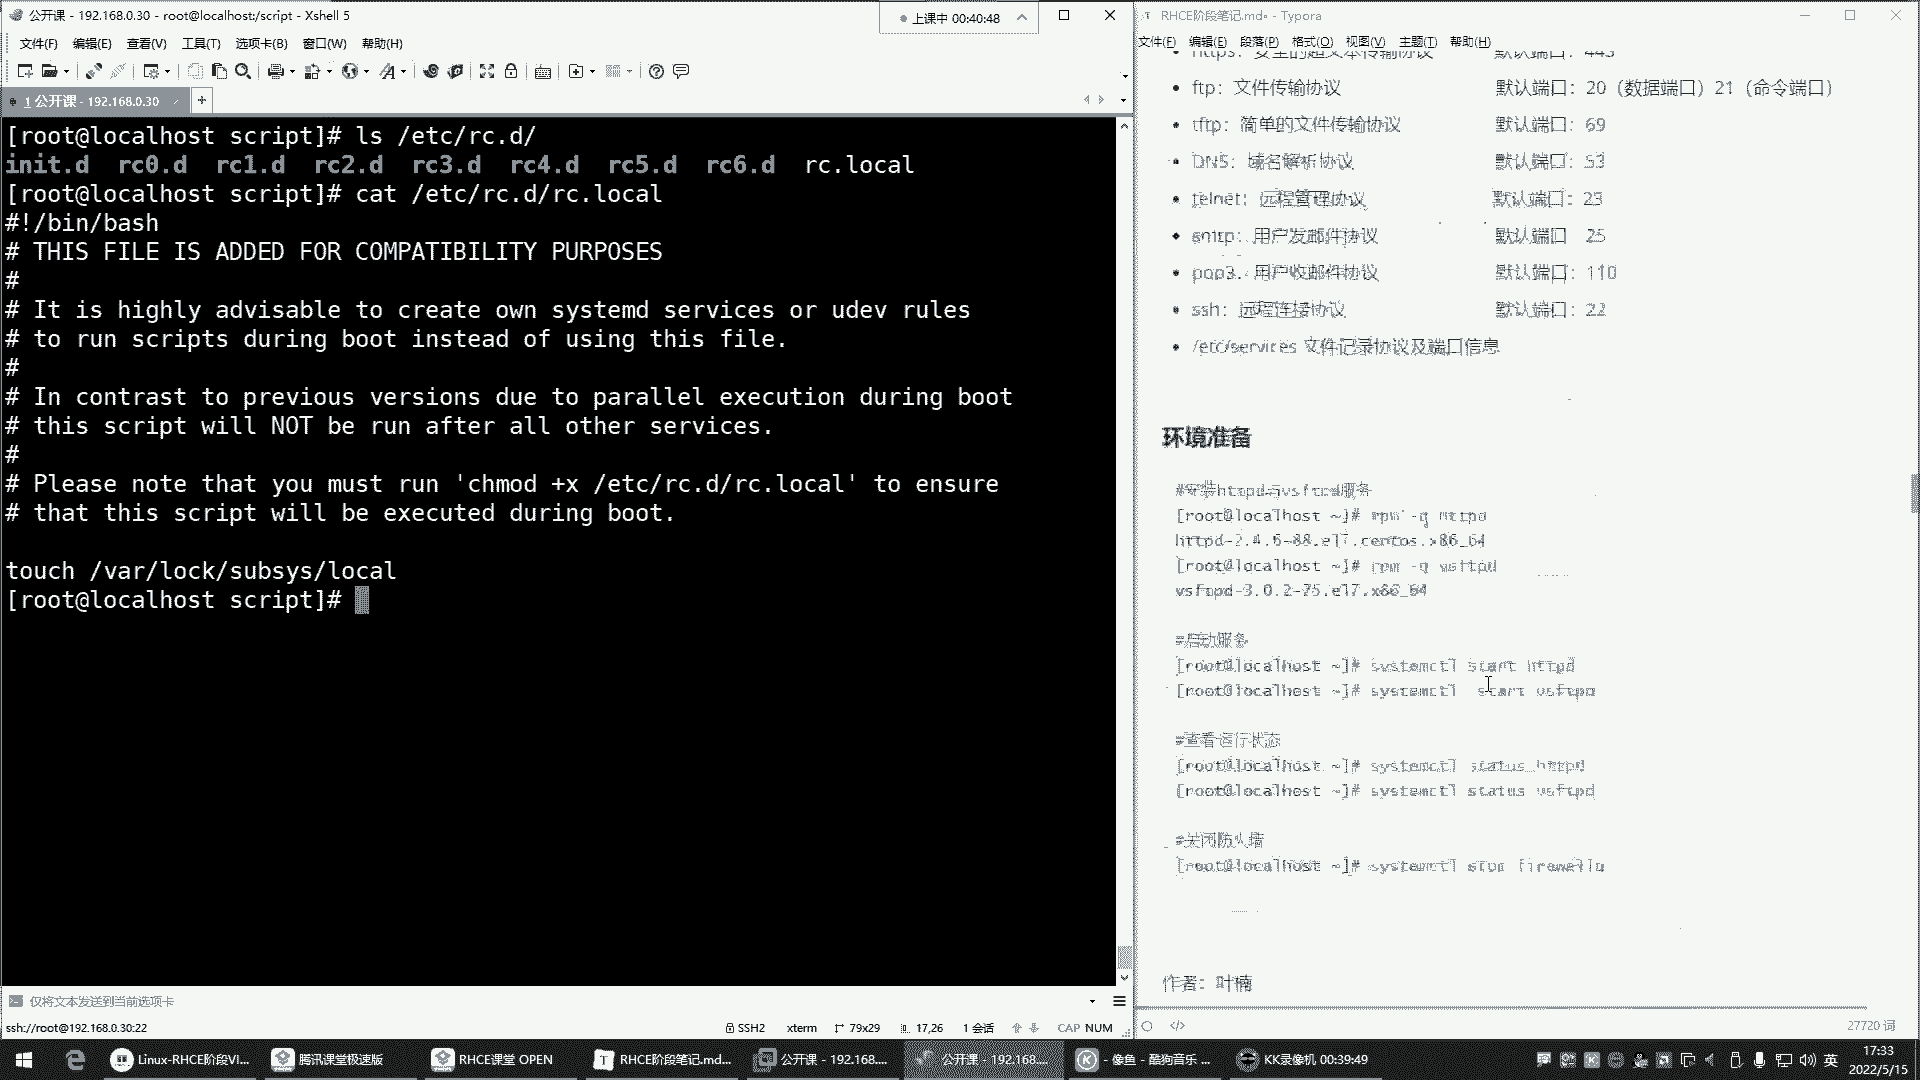 公开课 - 192.168.0.30 - root@localhost:/script - Xshell 5
上课中 00:40:48
文件(F) 编辑(E) 查看(V) 工具(T) 选项卡(B) 窗口(W) 帮助(H)
1 公开课 - 192.168.0.30
[root@localhost script]# ls /etc/rc.d/
init.d rc0.d rc1.d rc2.d rc3.d rc4.d rc5.d rc6.d rc.local
[root@localhost script]# cat /etc/rc.d/rc.local
#!/bin/bash
# THIS FILE IS ADDED FOR COMPATIBILITY PURPOSES
#
# It is highly advisable to create own systemd services or udev rules
# to run scripts during boot instead of using this file.
#
# In contrast to previous versions due to parallel execution during boot
# this script will NOT be run after all other services.
#
# Please note that you must run 'chmod +x /etc/rc.d/rc.local' to ensure
# that this script will be executed during boot.
touch /var/lock/subsys/local
[root@localhost script]#
仅将文本发送到当前选项卡
ssh://root@192.168.0.30:22 SSH2 xterm 79x29 17,26 1 会话 CAP NUM
RHCE阶段笔记.md• - Typora
文件(F) 编辑(E) 段落(P) 格式(O) 视图(V) 主题(T) 帮助(H)
https: 安全的超文本传输协议 默认端口: 443
ftp: 文件传输协议 默认端口: 20 (数据端口) 21 (命令端口)
tftp: 简单的文件传输协议 默认端口: 69
DNS: 域名解析协议 默认端口: 53
telnet: 远程管理协议 默认端口: 23
smtp: 用户发邮件协议 默认端口 25
pop3: 用户收邮件协议 默认端口: 110
ssh: 远程连接协议 默认端口: 22
/etc/services 文件记录协议及端口信息
环境准备
[root@localhost ~]# rpm -q httpd
httpd-2.4.6-88.el7.centos.x86_64
[root@localhost ~]# rpm -q vsftpd
vsftpd-3.0.2-25.el7.x86_64
#启动服务
[root@localhost ~]# systemctl start httpd
[root@localhost ~]# systemctl start vsftpd
#查看运行状态
[root@localhost ~]# systemctl status httpd
[root@localhost ~]# systemctl status vsftpd
#关闭防火墙
[root@localhost ~]# systemctl stop firewalld
作者: 叶楠
27720 词
Linux-RHCE阶段VI... 腾讯课堂极速版 RHCE课堂 OPEN RHCE阶段笔记.md... 公开课 - 192.168.... 公开课 - 192.168.... - 像鱼 - 酷狗音乐 ... KK录像机 00:39:49 英 17:33
2022/5/15